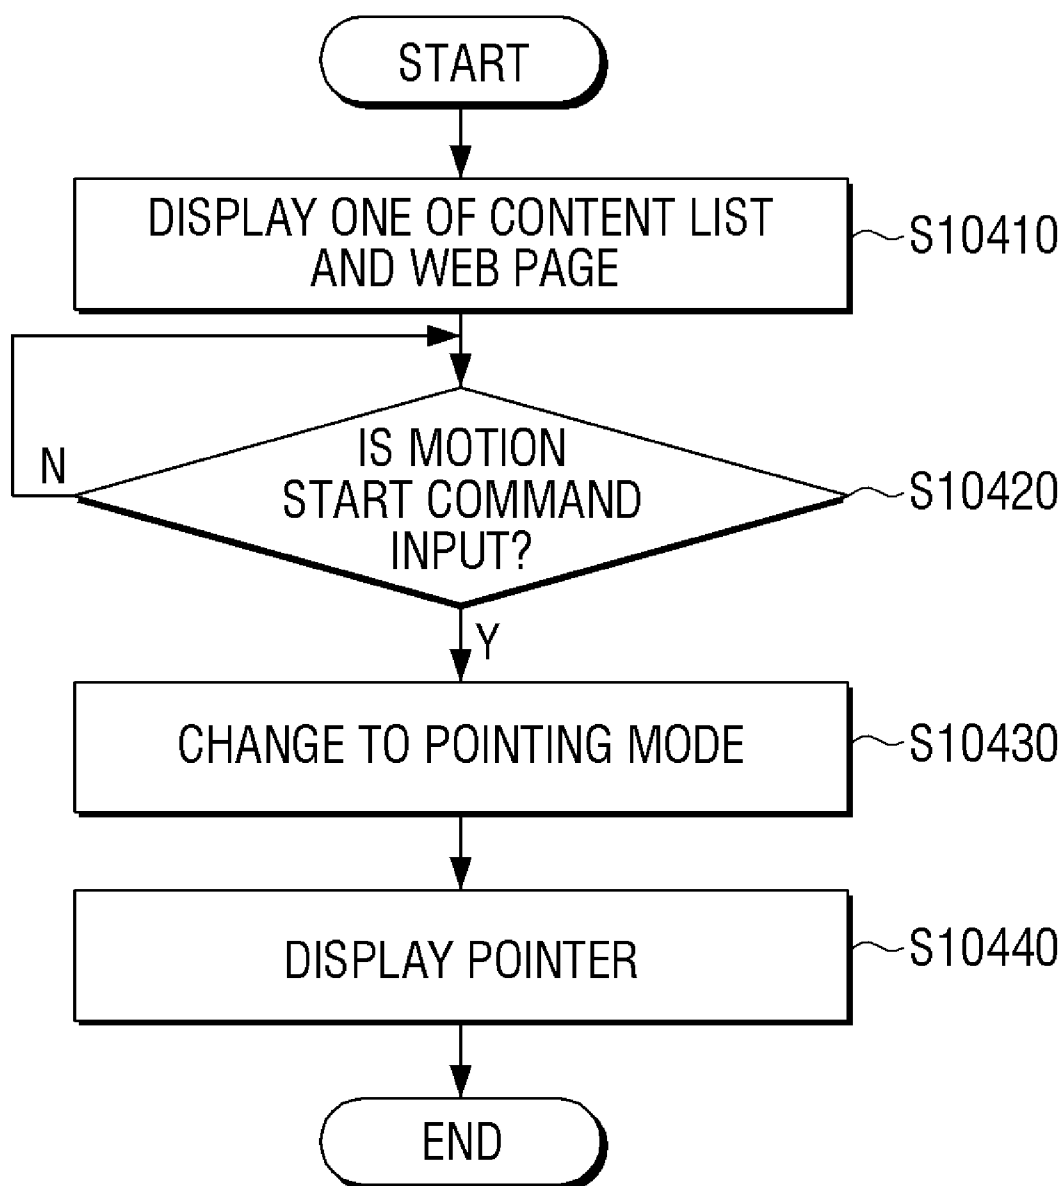 START
DISPLAY ONE OF CONTENT LIST
AND WEB PAGE
S10410
IS MOTION
START COMMAND
INPUT?
N
S10420
Y
CHANGE TO POINTING MODE
S10430
DISPLAY POINTER
S10440
END